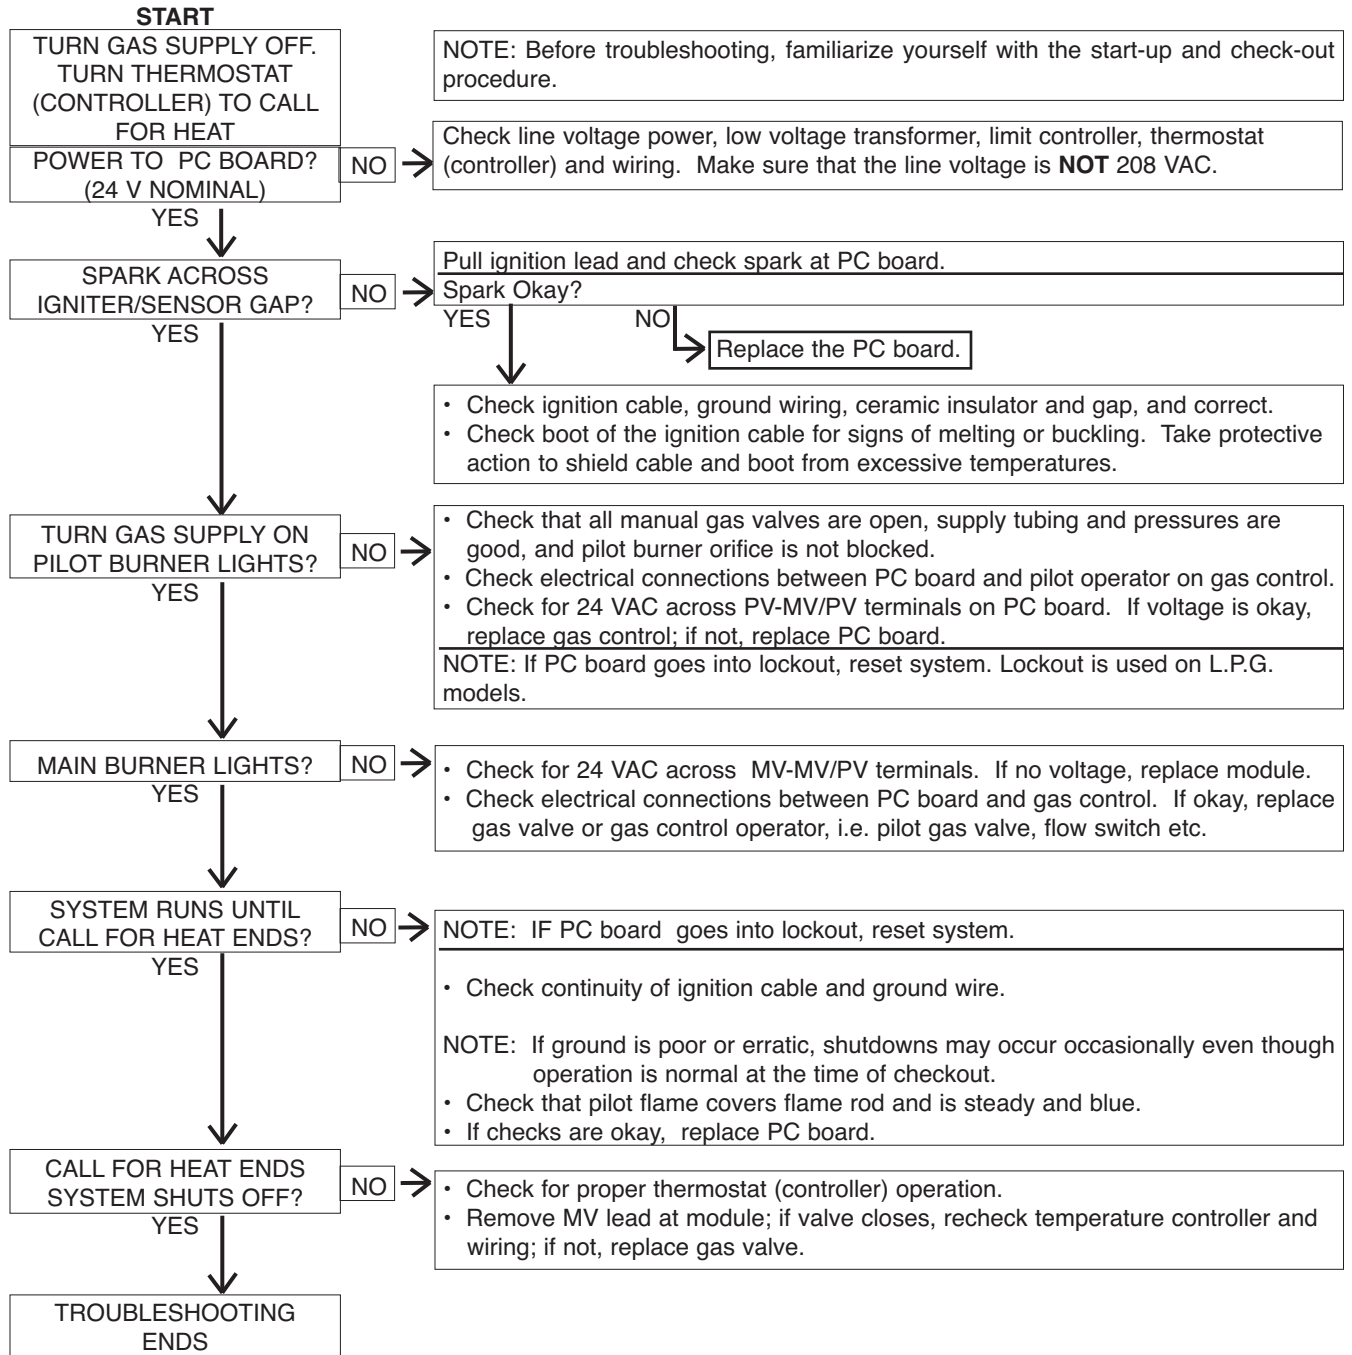 START
TURN GAS SUPPLY OFF.
TURN THERMOSTAT
(CONTROLLER) TO CALL
FOR HEAT
NOTE: Before troubleshooting, familiarize yourself with the start-up and check-out
procedure.
POWER TO PC BOARD?
(24 V NOMINAL)
NO
Check line voltage power, low voltage transformer, limit controller, thermostat
(controller) and wiring. Make sure that the line voltage is NOT 208 VAC.
YES
SPARK ACROSS
IGNITER/SENSOR GAP?
NO
Pull ignition lead and check spark at PC board.
Spark Okay?
YES
NO
Replace the PC board.
• Check ignition cable, ground wiring, ceramic insulator and gap, and correct.
• Check boot of the ignition cable for signs of melting or buckling. Take protective
action to shield cable and boot from excessive temperatures.
YES
TURN GAS SUPPLY ON
PILOT BURNER LIGHTS?
NO
• Check that all manual gas valves are open, supply tubing and pressures are
good, and pilot burner orifice is not blocked.
• Check electrical connections between PC board and pilot operator on gas control.
• Check for 24 VAC across PV-MV/PV terminals on PC board. If voltage is okay,
replace gas control; if not, replace PC board.
NOTE: If PC board goes into lockout, reset system. Lockout is used on L.P.G.
models.
YES
MAIN BURNER LIGHTS?
NO
• Check for 24 VAC across MV-MV/PV terminals. If no voltage, replace module.
• Check electrical connections between PC board and gas control. If okay, replace
gas valve or gas control operator, i.e. pilot gas valve, flow switch etc.
YES
SYSTEM RUNS UNTIL
CALL FOR HEAT ENDS?
NO
NOTE: IF PC board goes into lockout, reset system.
• Check continuity of ignition cable and ground wire.
NOTE: If ground is poor or erratic, shutdowns may occur occasionally even though
operation is normal at the time of checkout.
• Check that pilot flame covers flame rod and is steady and blue.
• If checks are okay, replace PC board.
YES
CALL FOR HEAT ENDS
SYSTEM SHUTS OFF?
NO
• Check for proper thermostat (controller) operation.
• Remove MV lead at module; if valve closes, recheck temperature controller and
wiring; if not, replace gas valve.
YES
TROUBLESHOOTING
ENDS